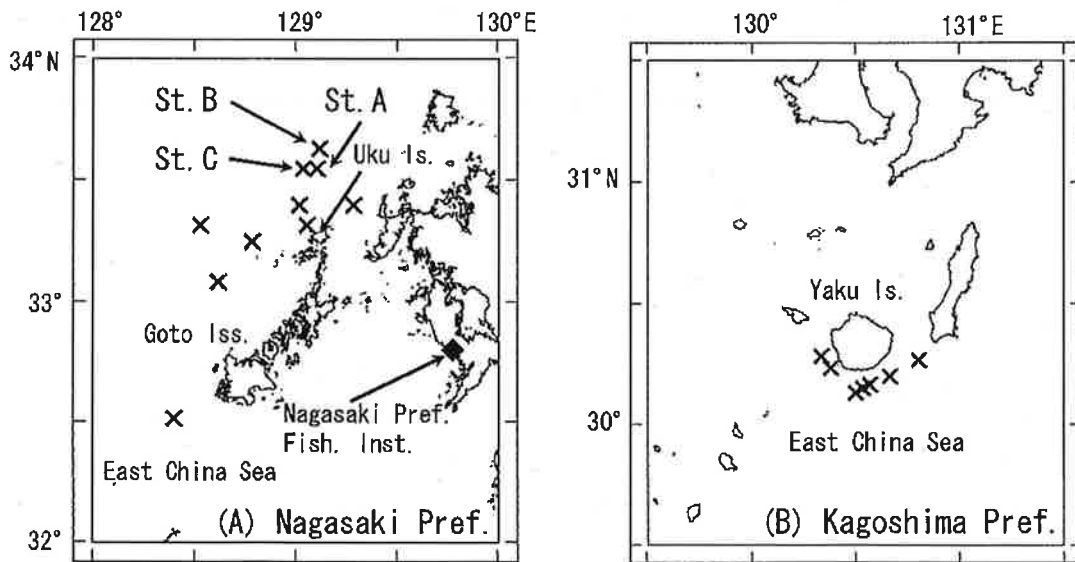 128° 129° 130°E
34°N
St. B St. A
St. C Uku Is.
33°
Goto Iss.
Nagasaki Pref.
Fish. Inst.
East China Sea
32°
(A) Nagasaki Pref.
130° 131°E
31°N
Yaku Is.
30°
East China Sea
(B) Kagoshima Pref.